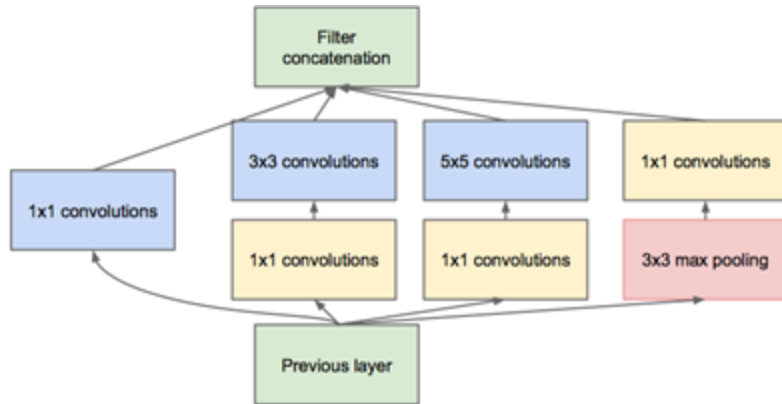 Filter
concatenation
3x3 convolutions
5x5 convolutions
1x1 convolutions
1x1 convolutions
1x1 convolutions
1x1 convolutions
3x3 max pooling
Previous layer